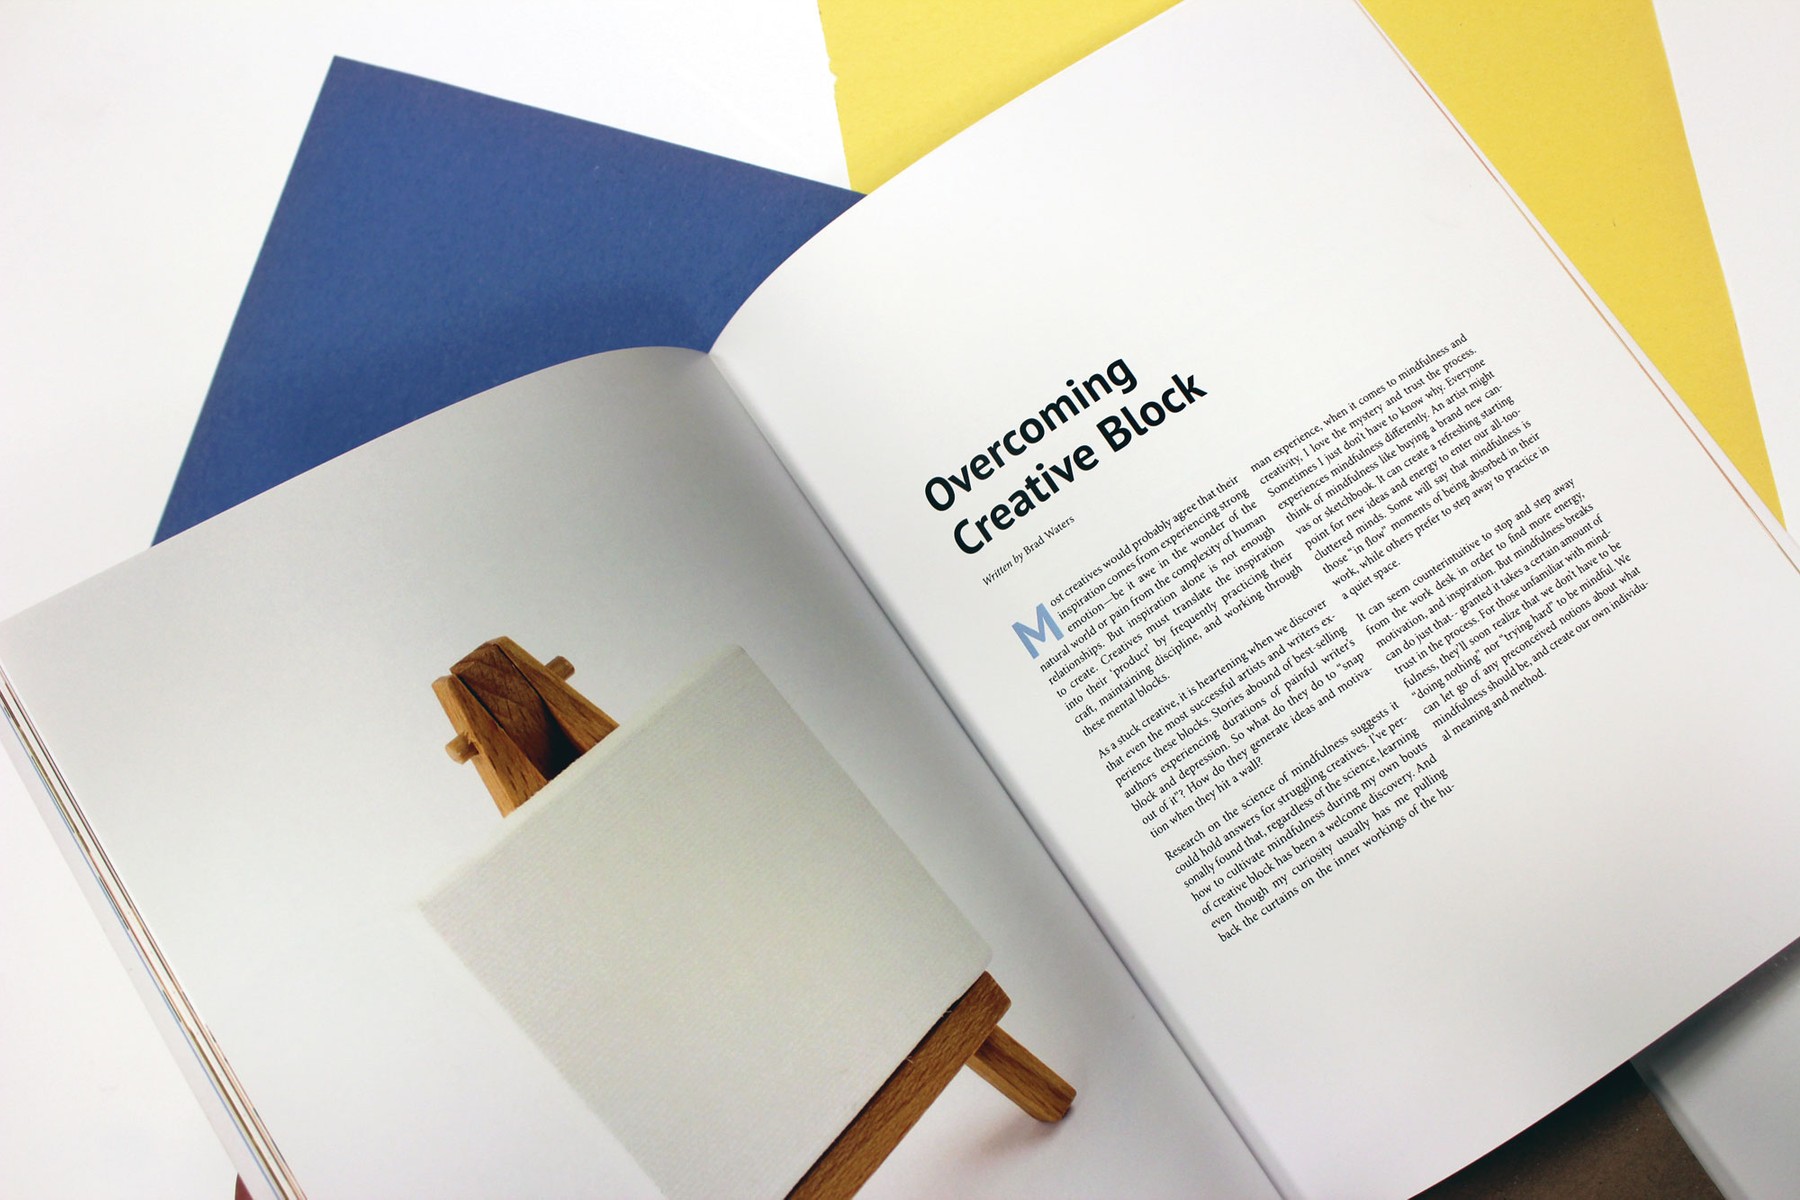 Overcoming
Creative Block
Written by Brad Waters
Most creatives would probably agree that their
inspiration comes from experiencing strong
emotion—be it awe in the wonder of the
natural world or pain from the complexity of human
relationships. But inspiration alone is not enough
to create. Creatives must translate the inspiration
into their 'product' by frequently practicing their
craft, maintaining discipline, and working through
these mental blocks.
As a stuck creative, it is heartening when we discover
that even the most successful artists and writers ex-
perience these blocks. Stories abound of best-selling
authors experiencing durations of painful writer's
block and depression. So what do they do to "snap
out of it"? How do they generate ideas and motiva-
tion when they hit a wall?
Research on the science of mindfulness suggests it
could hold answers for struggling creatives. I've per-
sonally found that, regardless of the science, learning
how to cultivate mindfulness during my own bouts
of creative block has been a welcome discovery. And
even though my curiosity usually has me pulling
back the curtains on the inner workings of the hu-
man experience, when it comes to mindfulness and
creativity, I love the mystery and trust the process.
Sometimes I just don't have to know why. Everyone
experiences mindfulness differently. An artist might
think of mindfulness like buying a brand new can-
vas or sketchbook. It can create a refreshing starting
point for new ideas and energy to enter our all-too-
cluttered minds. Some will say that mindfulness is
those "in flow" moments of being absorbed in their
work, while others prefer to step away to practice in
a quiet space.
It can seem counterintuitive to stop and step away
from the work desk in order to find more energy,
motivation, and inspiration. But mindfulness breaks
can do just that- granted it takes a certain amount of
trust in the process. For those unfamiliar with mind-
fulness, they'll soon realize that we don't have to be
"doing nothing" nor "trying hard" to be mindful. We
can let go of any preconceived notions about what
mindfulness should be, and create our own individu-
al meaning and method.